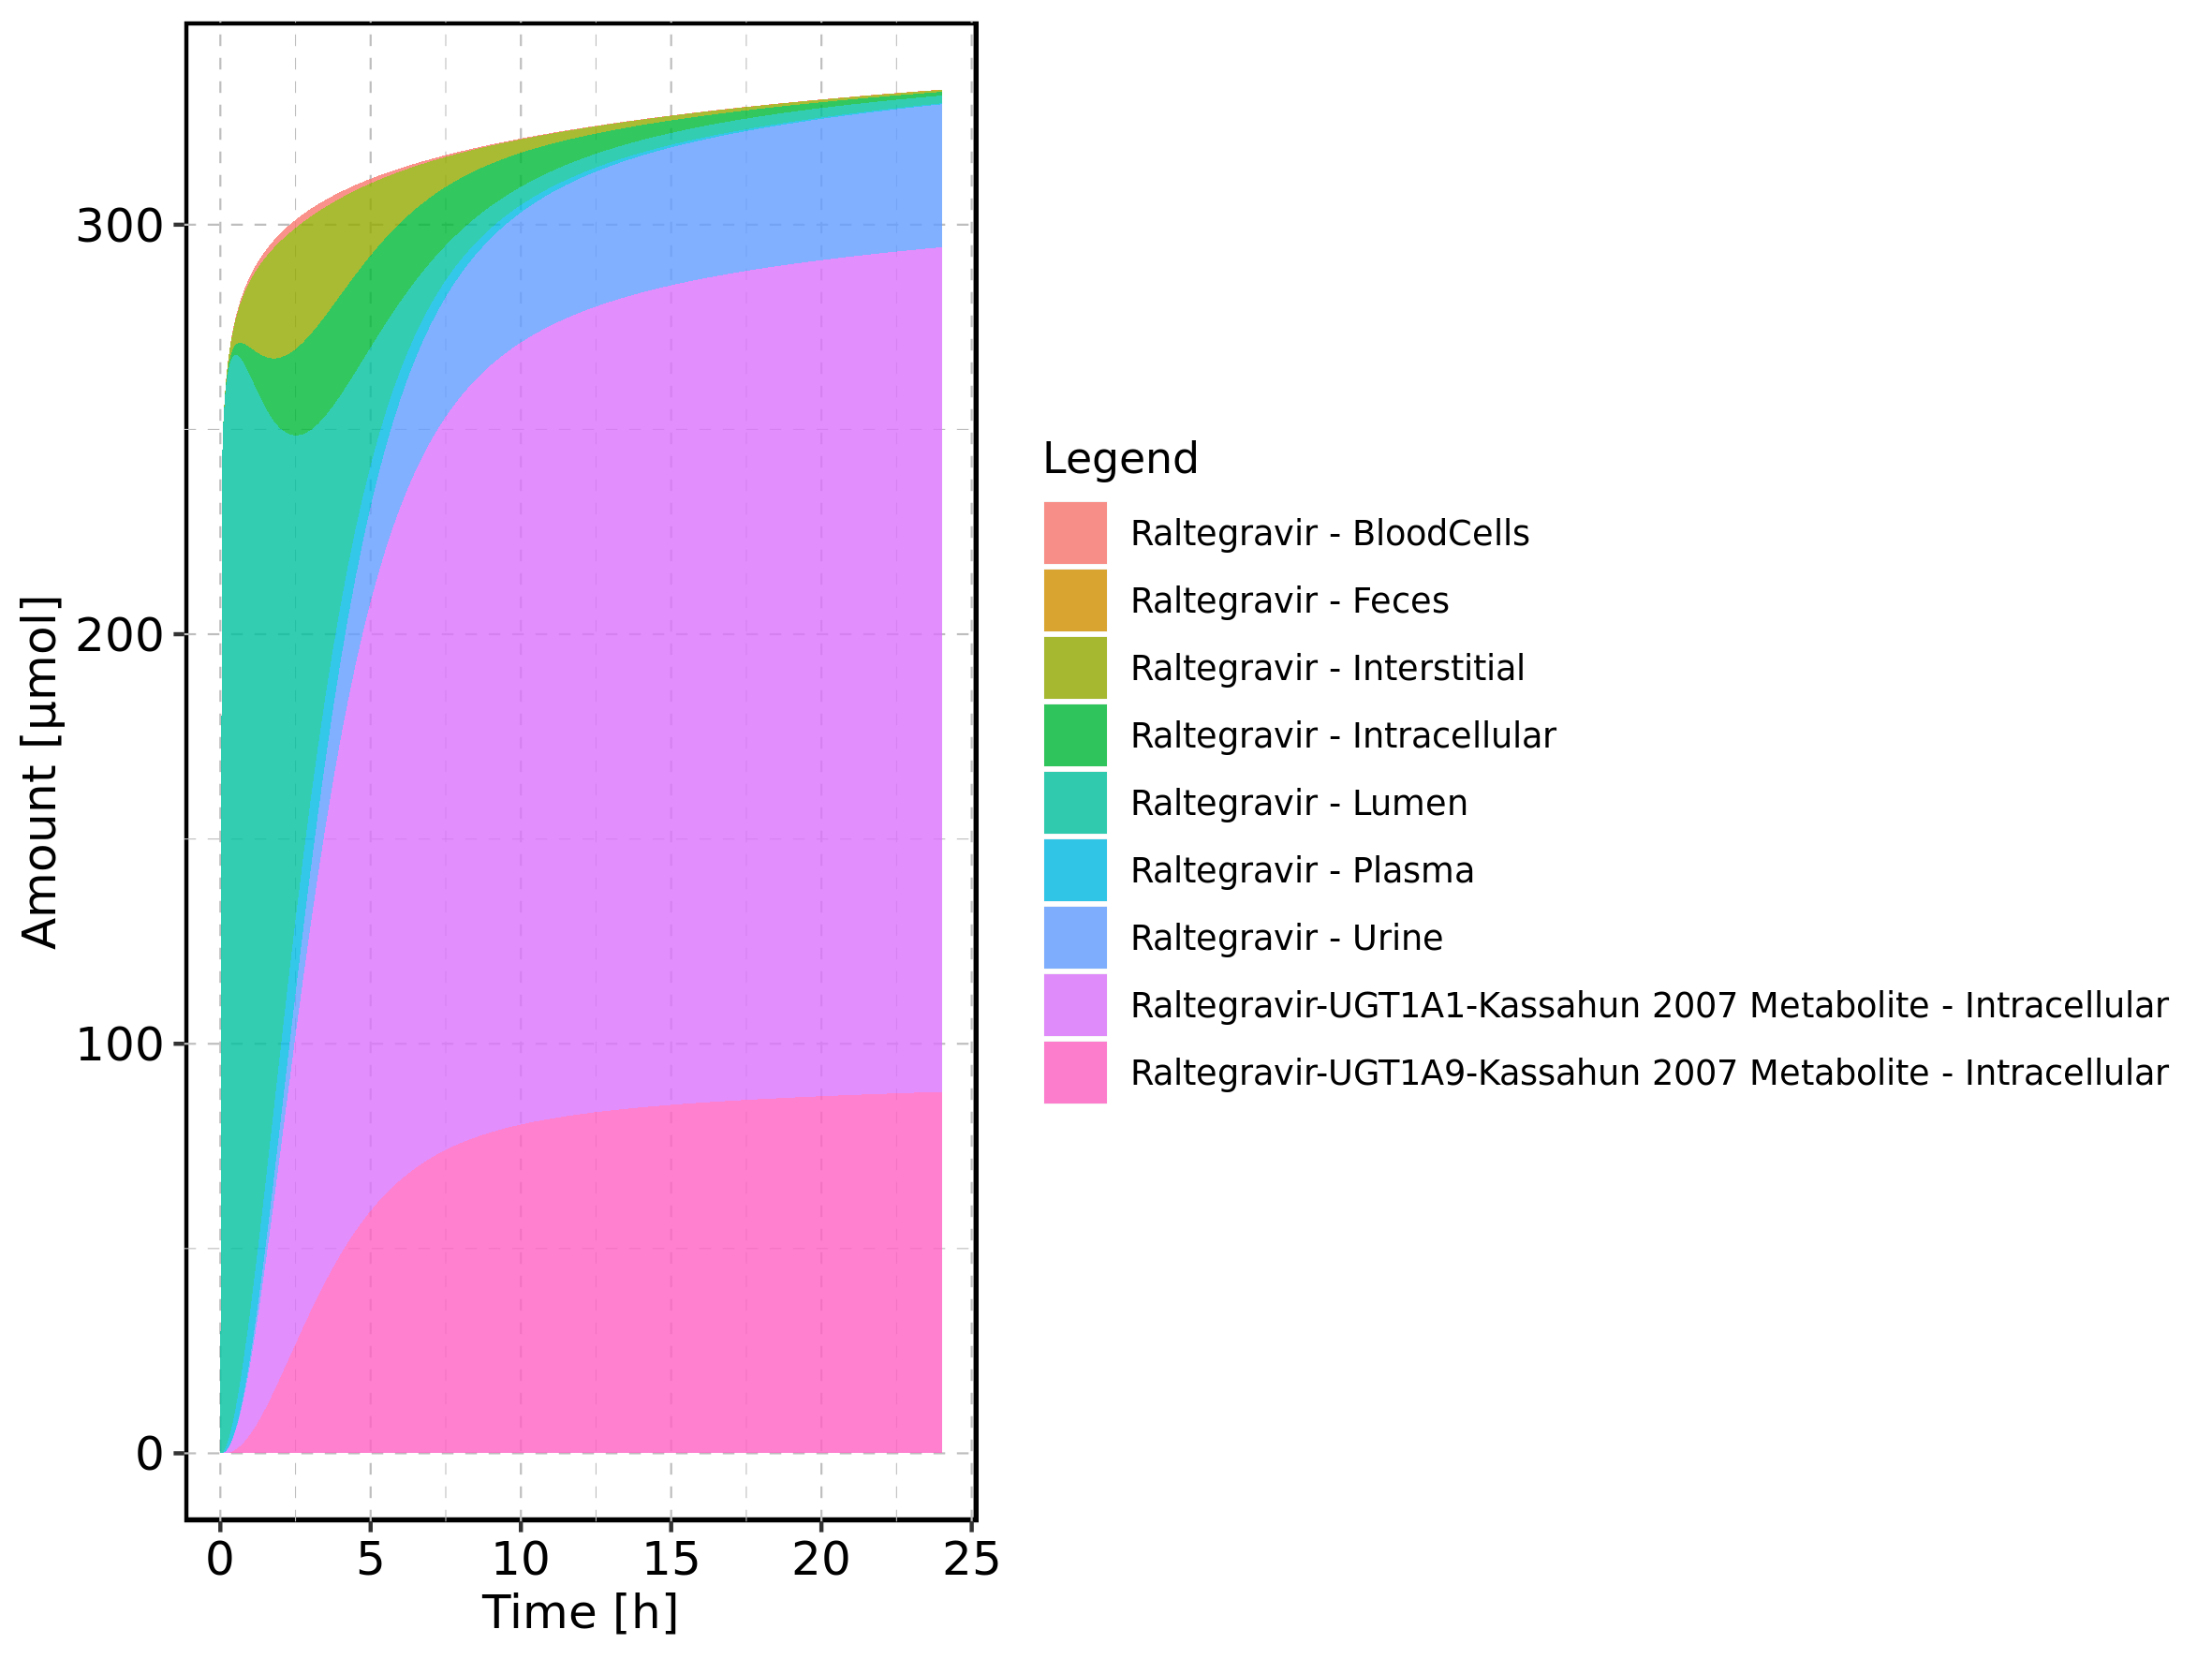 Amount [µmol]
300
200
100
0
0 5 10 15 20 25
Time [h]
Legend
Raltegravir - BloodCells
Raltegravir - Feces
Raltegravir - Interstitial
Raltegravir - Intracellular
Raltegravir - Lumen
Raltegravir - Plasma
Raltegravir - Urine
Raltegravir-UGT1A1-Kassahun 2007 Metabolite - Intracellular
Raltegravir-UGT1A9-Kassahun 2007 Metabolite - Intracellular